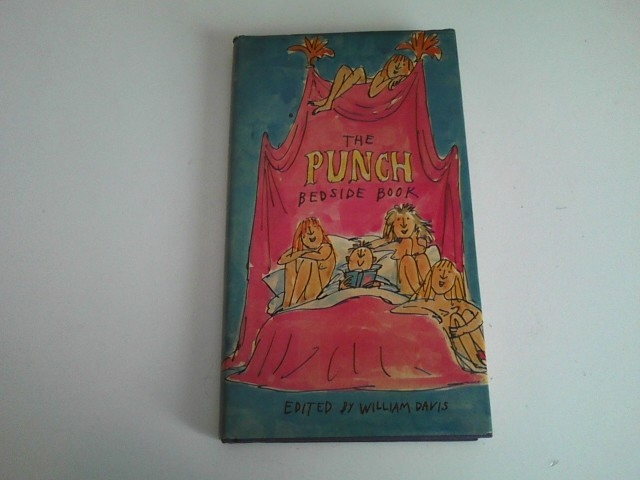 THE
PUNCH
BEDSIDE BOOK
EDITED BY WILLIAM DAVIS